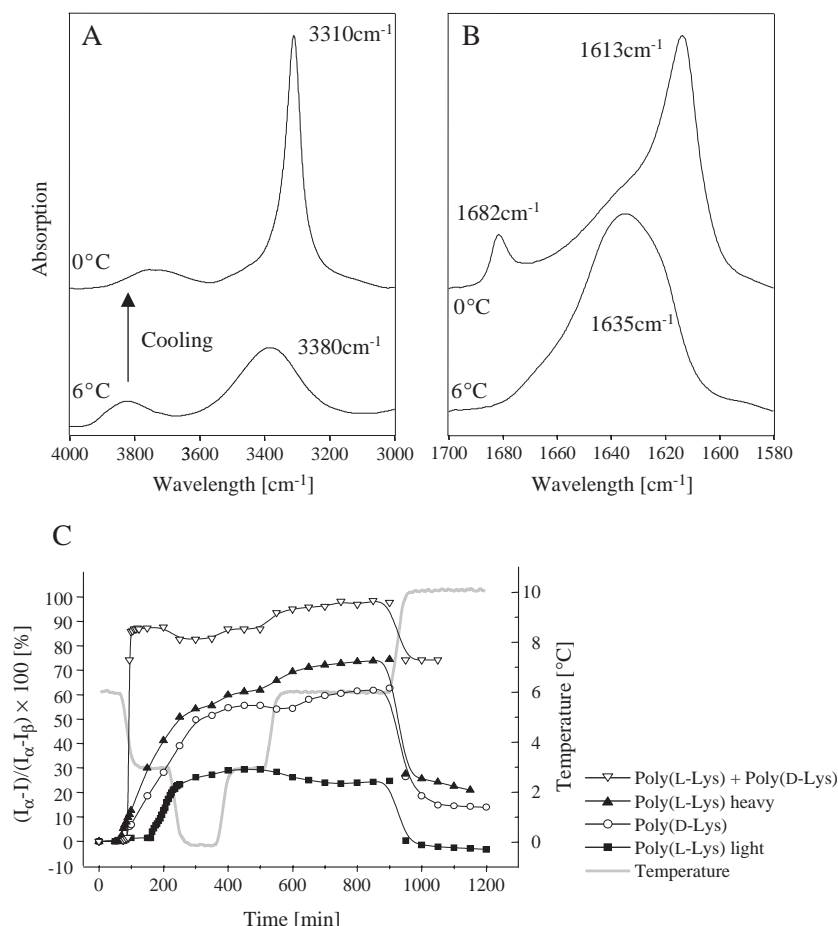 A
3310cm-1
0°C
Cooling
3380cm-1
6°C
Absorption
4000 3800 3600 3400 3200 3000
Wavelength [cm-1]
B
1613cm-1
1682cm-1
0°C
1635cm-1
6°C
1700 1680 1660 1640 1620 1600 1580
Wavelength [cm-1]
C
100
90
80
70
60
50
40
30
20
10
0
-10
(Iα-I)/(Iα-Iβ) × 100 [%]
10
8
6
4
2
0
Temperature [°C]
0 200 400 600 800 1000 1200
Time [min]
Poly(L-Lys) + Poly(D-Lys)
Poly(L-Lys) heavy
Poly(D-Lys)
Poly(L-Lys) light
Temperature